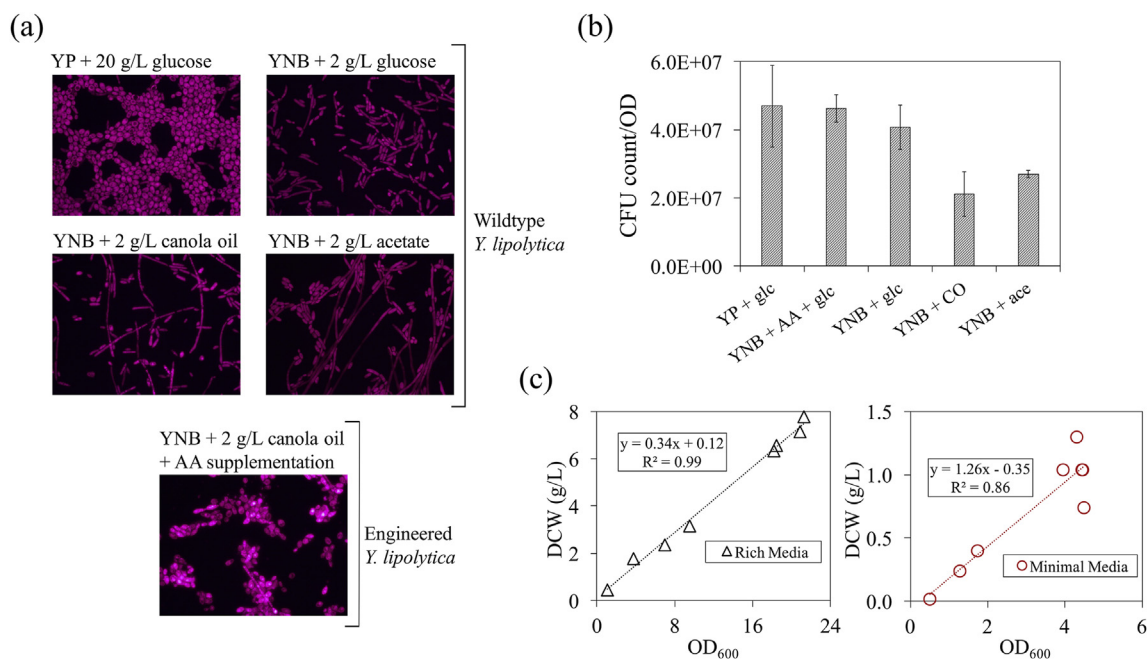 (a)
YP + 20 g/L glucose
YNB + 2 g/L glucose
YNB + 2 g/L canola oil
YNB + 2 g/L acetate
Wildtype
Y. lipolytica
YNB + 2 g/L canola oil
+ AA supplementation
Engineered
Y. lipolytica
(b)
CFU count/OD
6.0E+07
4.0E+07
2.0E+07
0.0E+00
YP + glc
YNB + AA + glc
YNB + glc
YNB + CO
YNB + ace
(c)
DCW (g/L)
8
6
4
2
0
y = 0.34x + 0.12
R² = 0.99
Rich Media
0
8
16
24
OD600
DCW (g/L)
1.5
1.0
0.5
0.0
y = 1.26x - 0.35
R² = 0.86
Minimal Media
0
2
4
6
OD600